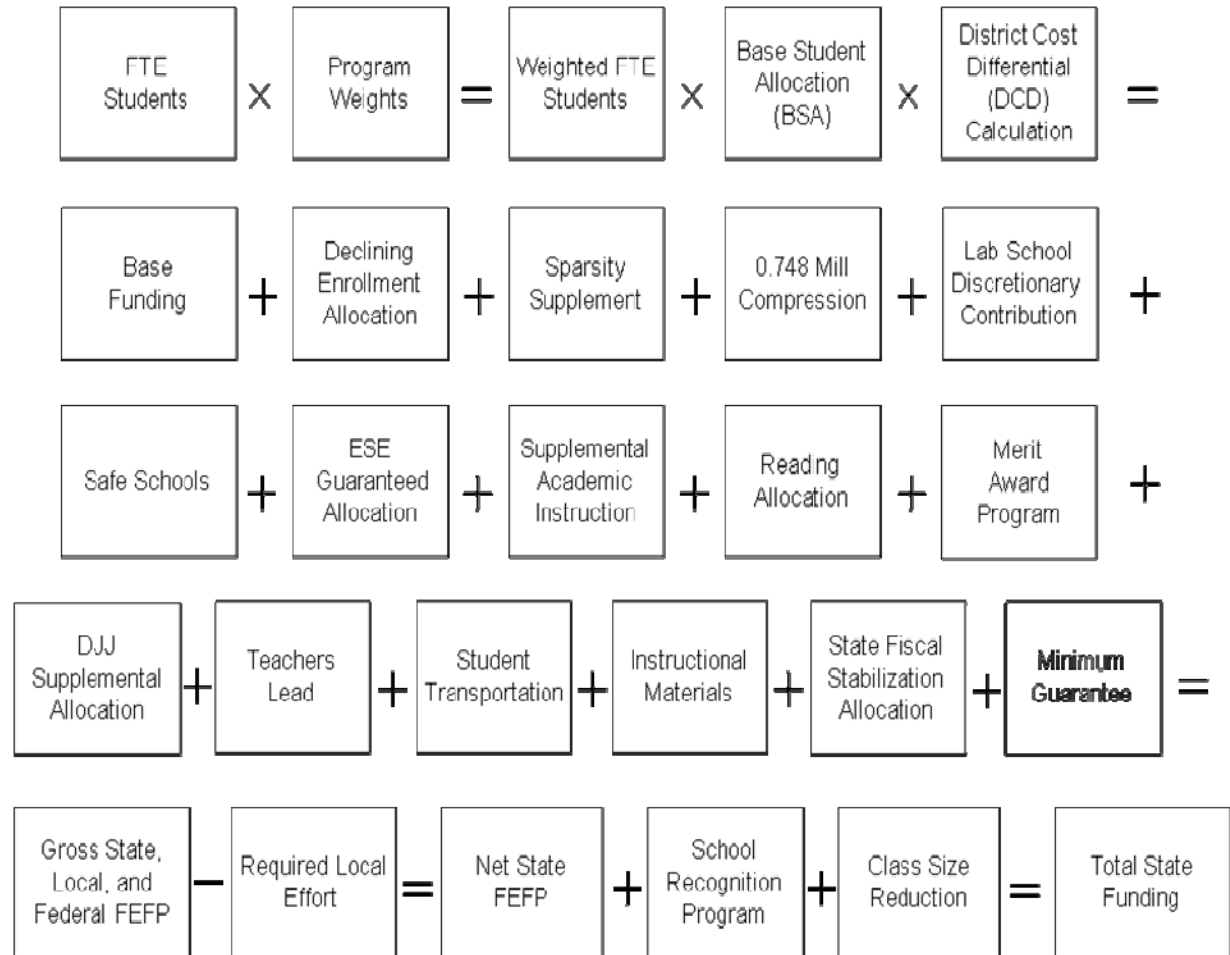 FTE
Students
×
Program
Weights
=
Weighted FTE
Students
×
Base Student
Allocation
(BSA)
×
District Cost
Differential
(DCD)
Calculation
=
Base
Funding
+
Declining
Enrollment
Allocation
+
Sparsity
Supplement
+
0.748 Mill
Compression
+
Lab School
Discretionary
Contribution
+
Safe Schools
+
ESE
Guaranteed
Allocation
+
Supplemental
Academic
Instruction
+
Reading
Allocation
+
Merit
Award
Program
+
DJJ
Supplemental
Allocation
+
Teachers
Lead
+
Student
Transportation
+
Instructional
Materials
+
State Fiscal
Stabilization
Allocation
+
Minimum
Guarantee
=
Gross State,
Local, and
Federal FEFP
−
Required Local
Effort
=
Net State
FEFP
+
School
Recognition
Program
+
Class Size
Reduction
=
Total State
Funding